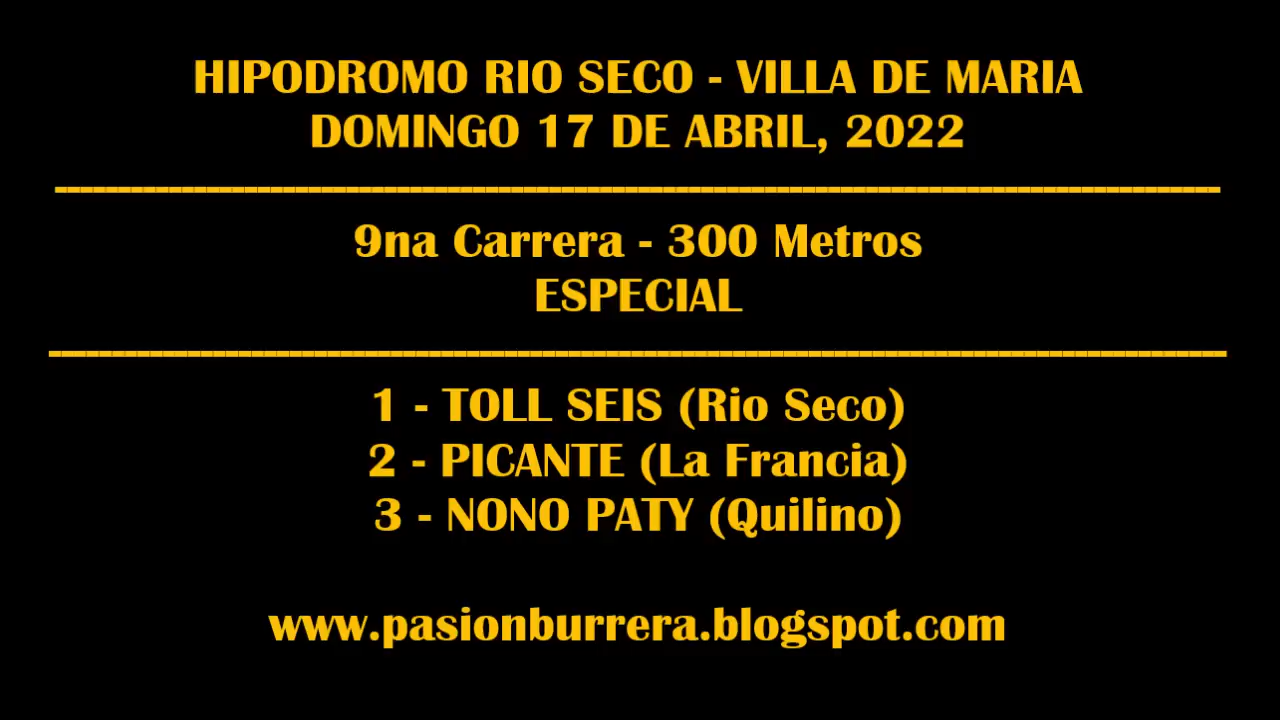 HIPODROMO RIO SECO - VILLA DE MARIA
DOMINGO 17 DE ABRIL, 2022
9na Carrera - 300 Metros
ESPECIAL
1 - TOLL SEIS (Rio Seco)
2 - PICANTE (La Francia)
3 - NONO PATY (Quilino)
www.pasionburrera.blogspot.com